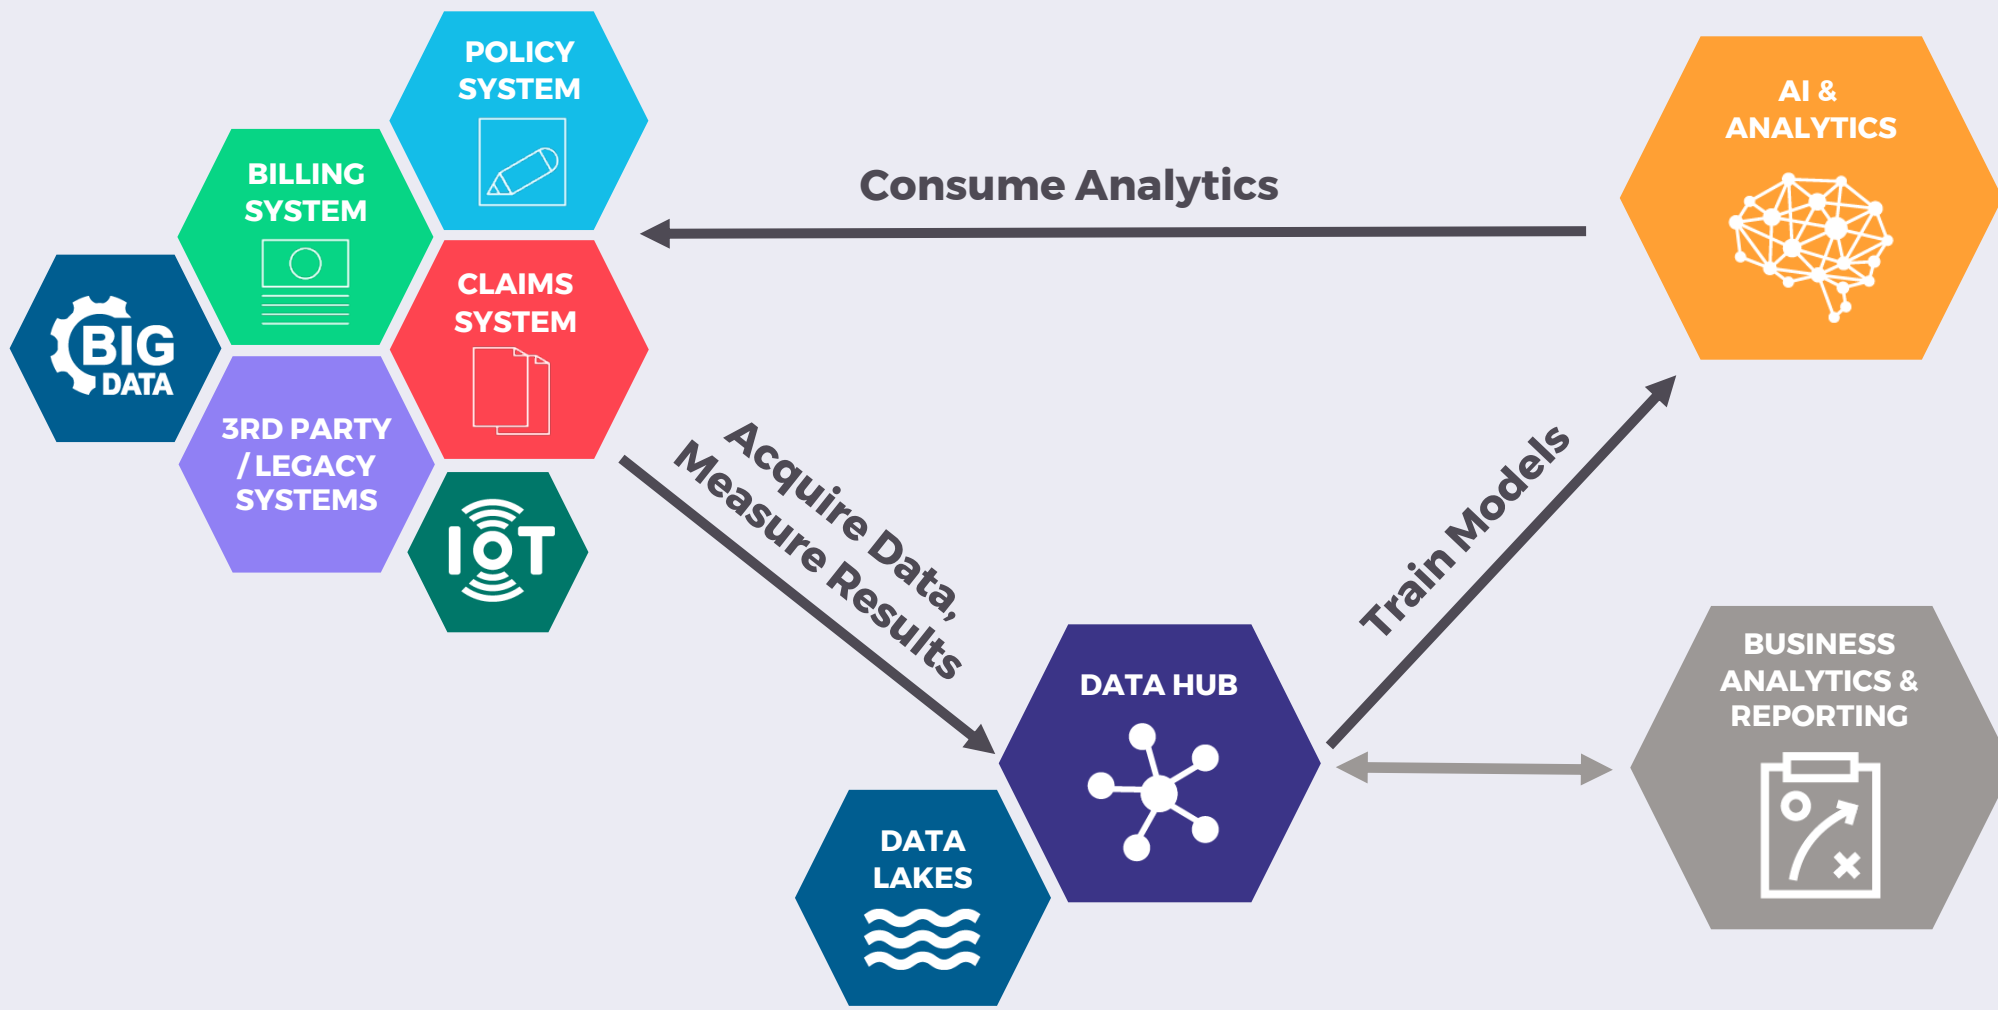 POLICY
SYSTEM
BILLING
SYSTEM
CLAIMS
SYSTEM
BIG
DATA
3RD PARTY
/ LEGACY
SYSTEMS
IOT
Consume Analytics
AI &
ANALYTICS
Acquire Data,
Measure Results
Train Models
DATA HUB
DATA
LAKES
BUSINESS
ANALYTICS &
REPORTING